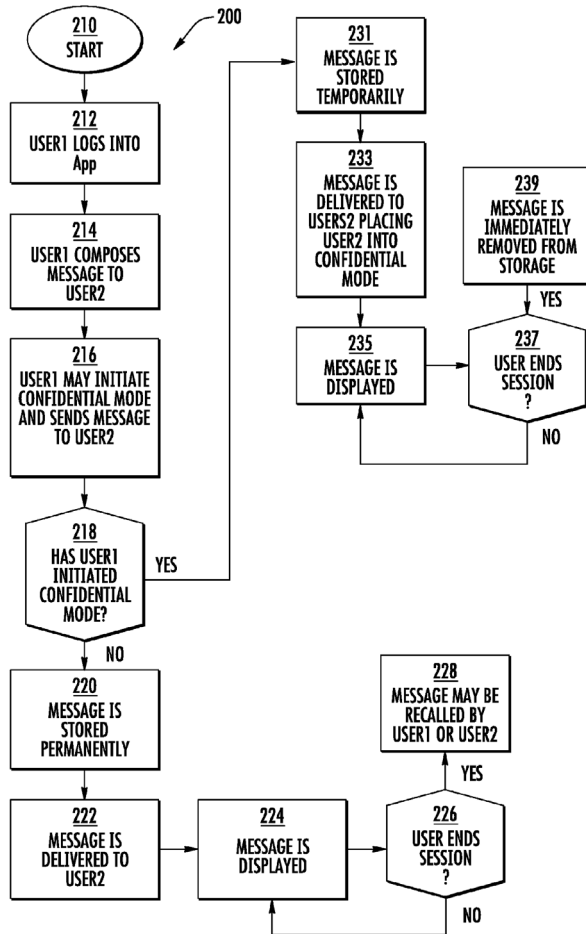 200
210
START
212
USER1 LOGS INTO
App
214
USER1 COMPOSES
MESSAGE TO
USER2
216
USER1 MAY INITIATE
CONFIDENTIAL MODE
AND SENDS MESSAGE
TO USER2
218
HAS USER1
INITIATED
CONFIDENTIAL
MODE?
YES
NO
220
MESSAGE IS
STORED
PERMANENTLY
222
MESSAGE IS
DELIVERED TO
USER2
224
MESSAGE IS
DISPLAYED
226
USER ENDS
SESSION
?
YES
NO
228
MESSAGE MAY BE
RECALLED BY
USER1 OR USER2
231
MESSAGE IS
STORED
TEMPORARILY
233
MESSAGE IS
DELIVERED TO
USERS2 PLACING
USER2 INTO
CONFIDENTIAL
MODE
235
MESSAGE IS
DISPLAYED
237
USER ENDS
SESSION
?
YES
NO
239
MESSAGE IS
IMMEDIATELY
REMOVED FROM
STORAGE